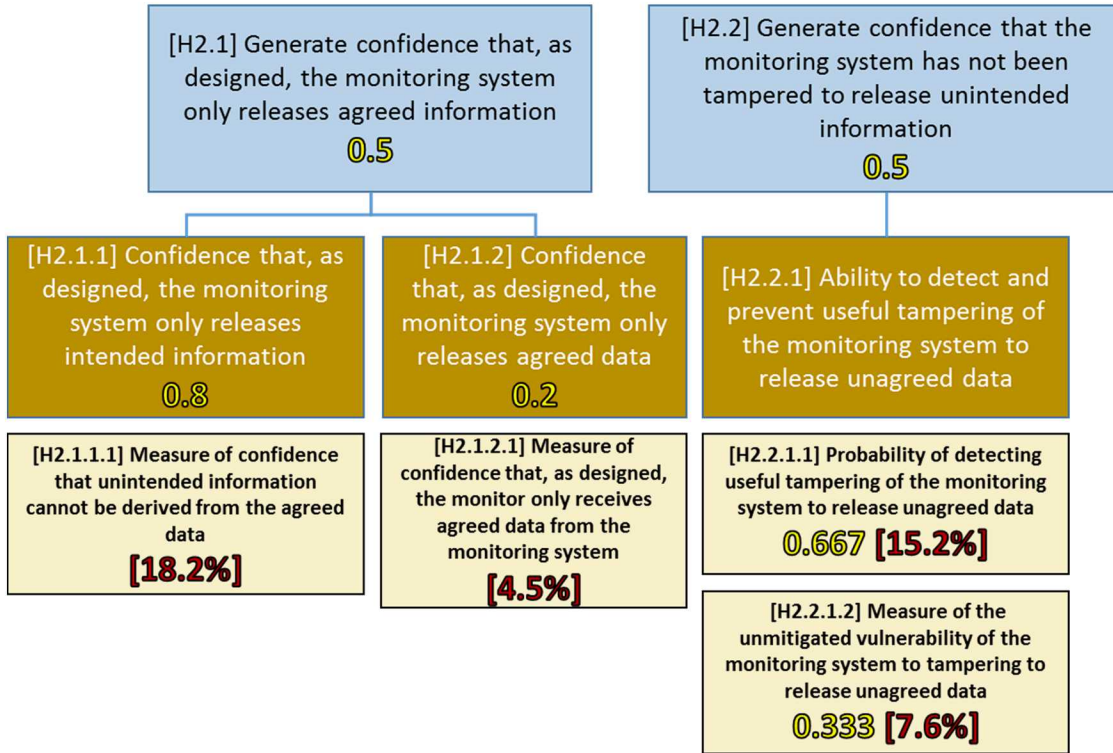 [H2.1] Generate confidence that, as
designed, the monitoring system
only releases agreed information
0.5
[H2.2] Generate confidence that the
monitoring system has not been
tampered to release unintended
information
0.5
[H2.1.1] Confidence that, as
designed, the monitoring
system only releases
intended information
0.8
[H2.1.2] Confidence
that, as designed, the
monitoring system only
releases agreed data
0.2
[H2.2.1] Ability to detect and
prevent useful tampering of
the monitoring system to
release unagreed data
[H2.1.1.1] Measure of confidence
that unintended information
cannot be derived from the agreed
data
[18.2%]
[H2.1.2.1] Measure of
confidence that, as designed,
the monitor only receives
agreed data from the
monitoring system
[4.5%]
[H2.2.1.1] Probability of detecting
useful tampering of the monitoring
system to release unagreed data
0.667 [15.2%]
[H2.2.1.2] Measure of the
unmitigated vulnerability of the
monitoring system to tampering to
release unagreed data
0.333 [7.6%]